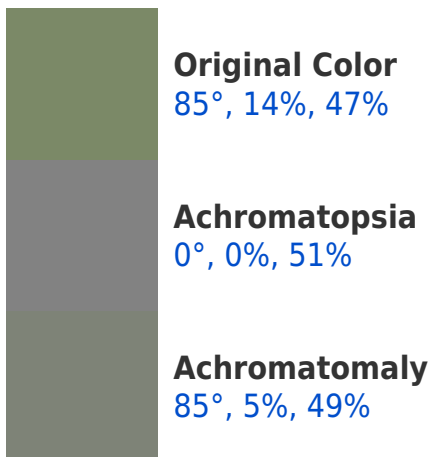 Original Color
85°, 14%, 47%
Achromatopsia
0°, 0%, 51%
Achromatomaly
85°, 5%, 49%